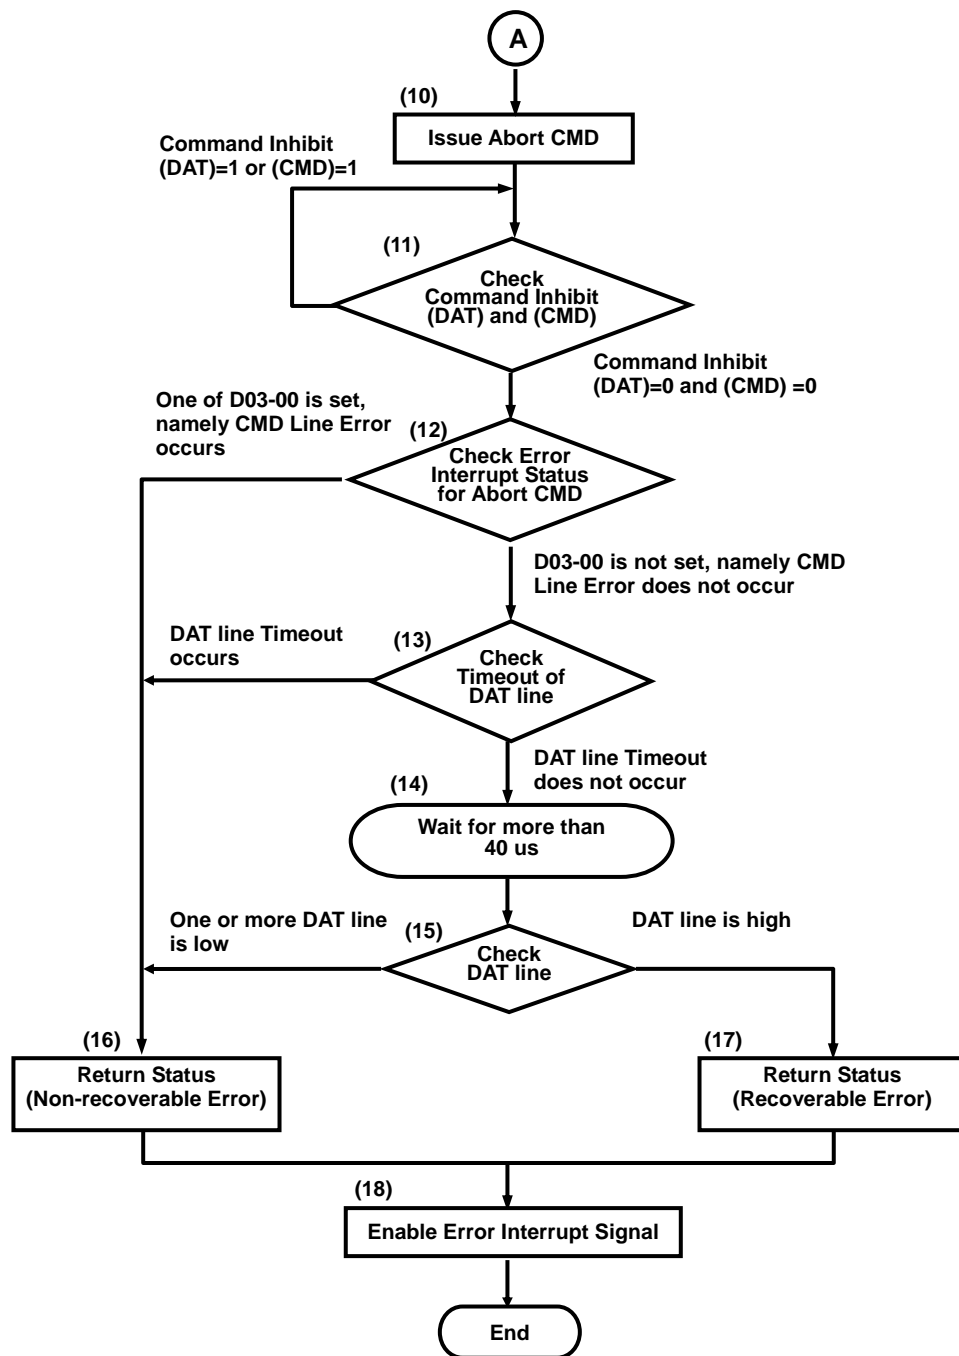 A
(10)
Issue Abort CMD
Command Inhibit
(DAT)=1 or (CMD)=1
(11)
Check
Command Inhibit
(DAT) and (CMD)
Command Inhibit
(DAT)=0 and (CMD) =0
One of D03-00 is set,
namely CMD Line Error
occurs
(12)
Check Error
Interrupt Status
for Abort CMD
D03-00 is not set, namely CMD
Line Error does not occur
DAT line Timeout
occurs
(13)
Check
Timeout of
DAT line
DAT line Timeout
does not occur
(14)
Wait for more than
40 us
One or more DAT line
is low
(15)
Check
DAT line
DAT line is high
(16)
Return Status
(Non-recoverable Error)
(17)
Return Status
(Recoverable Error)
(18)
Enable Error Interrupt Signal
End